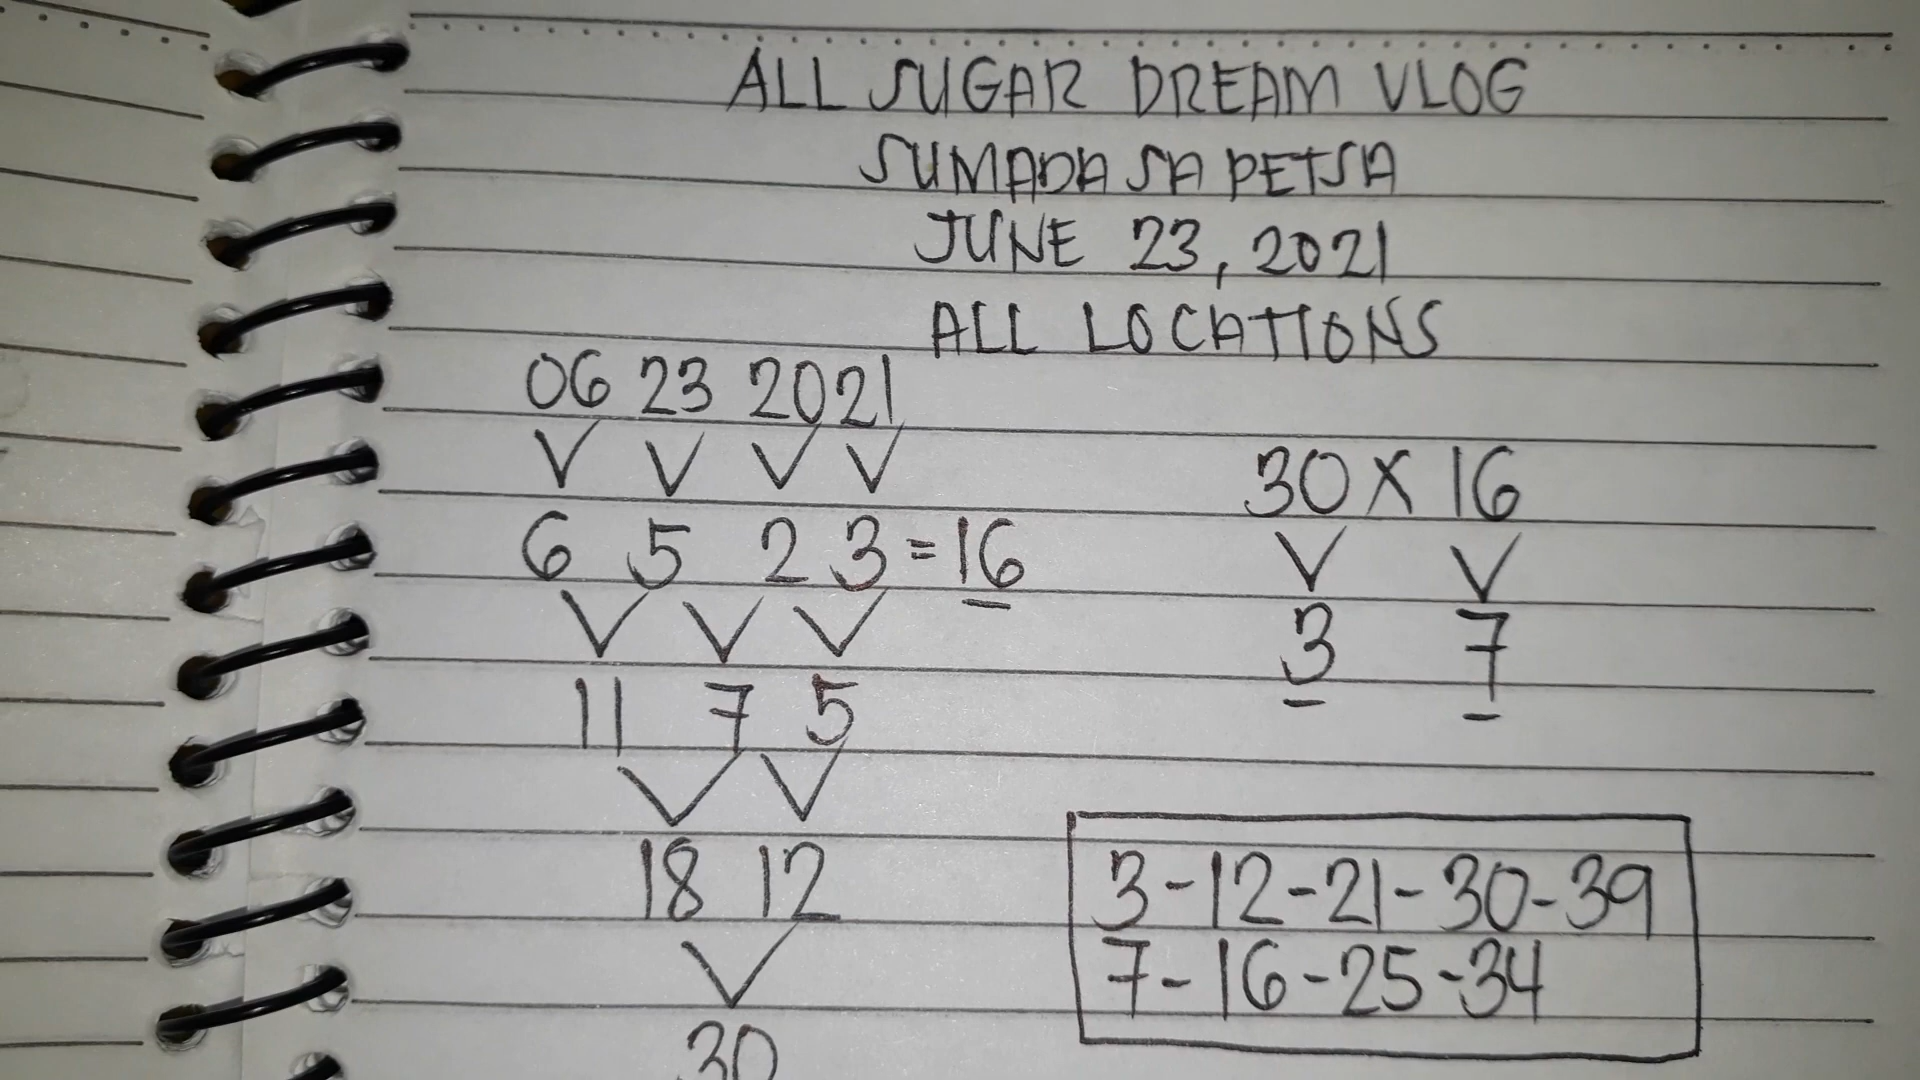 ALL SUGAR DREAM VLOG
SUMADA SA PETSA
JUNE 23, 2021
ALL LOCATIONS
06 23 2021
6 5 2 3 = 16
11 7 5
18 12
30
30 X 16
3 7
3-12-21-30-39
7-16-25-34